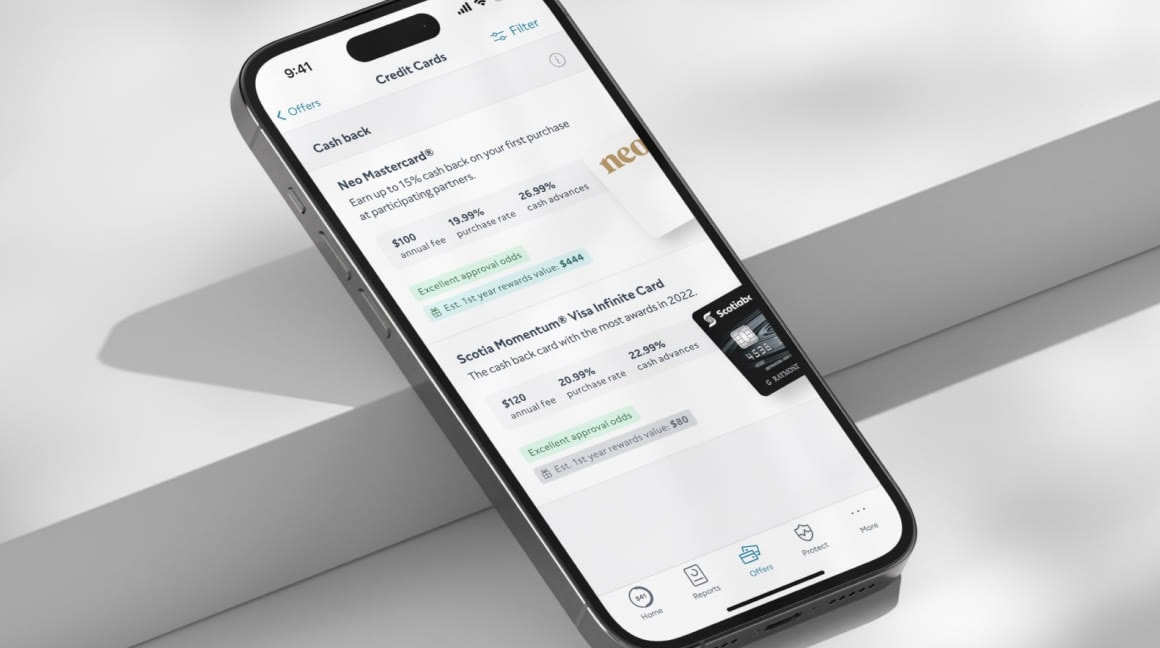 9:41
Filter
Offers
Credit Cards
Cash back
Neo Mastercard®
Earn up to 15% cash back on your first purchase
at participating partners.
neo
$100
annual fee
19.99%
purchase rate
26.99%
cash advances
Excellent approval odds
Est. 1st year rewards value: $444
Scotia Momentum® Visa Infinite Card
The cash back card with the most awards in 2022.
$120
annual fee
20.99%
purchase rate
22.99%
cash advances
4538
G RAYMONT
Excellent approval odds
Est. 1st year rewards value: $80
Home
Reports
Offers
Protect
More